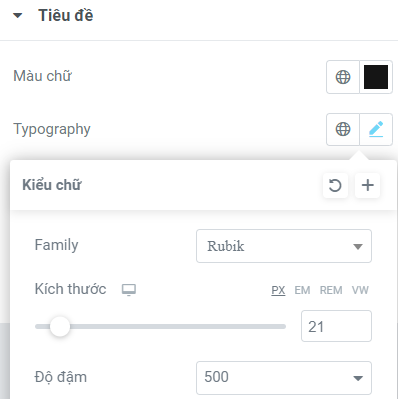 Tiêu đề
Màu chữ
Typography
Kiểu chữ
Family Rubik
Kích thước PX EM REM VW
21
Độ đậm 500